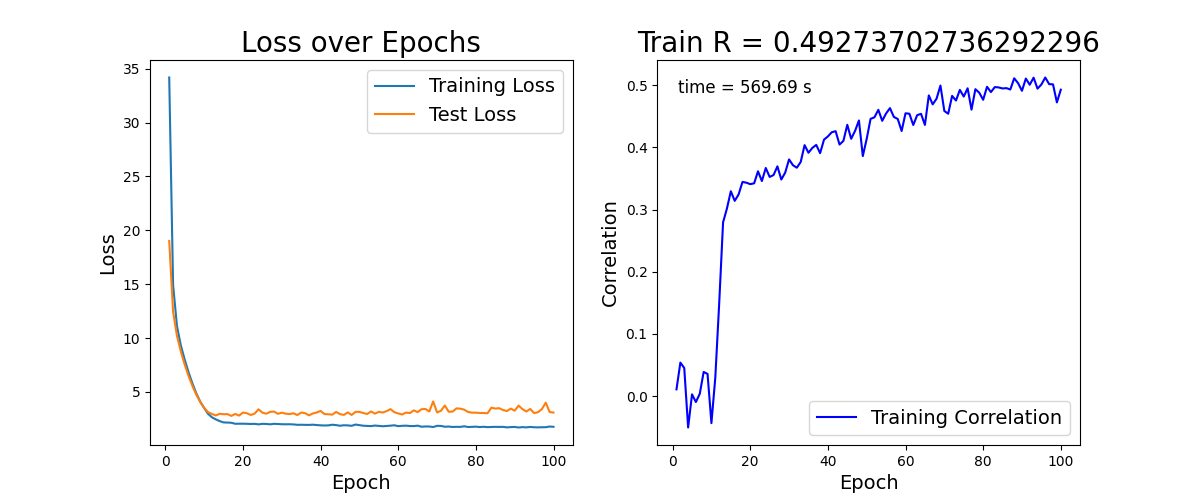 Loss over Epochs
35
30
25
20
15
10
5
Loss
0
20
40
60
80
100
Epoch
Training Loss
Test Loss
Train R = 0.49273702736292296
time = 569.69 s
0.5
0.4
0.3
0.2
0.1
0.0
Correlation
0
20
40
60
80
100
Epoch
Training Correlation